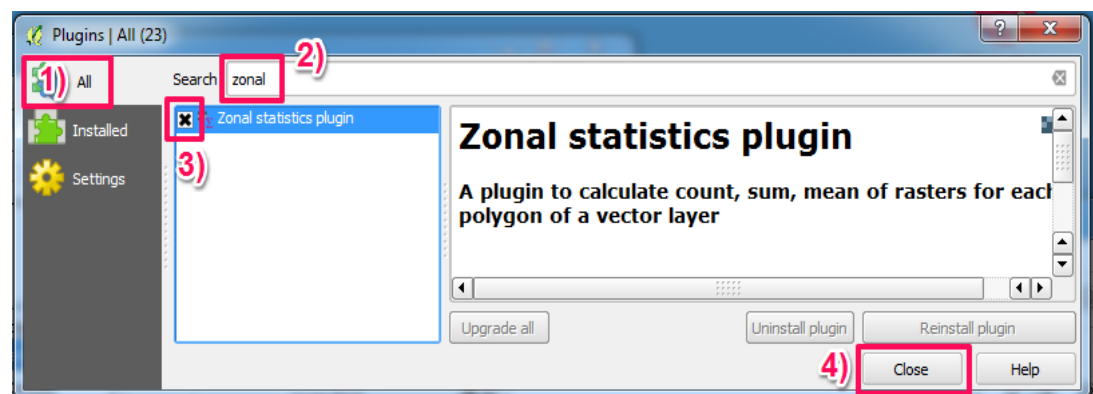 Plugins | All (23)
?
x
1)
All
Search
zonal
2)
Installed
Settings
Zonal statistics plugin
3)
Zonal statistics plugin
A plugin to calculate count, sum, mean of rasters for each
polygon of a vector layer
Upgrade all
Uninstall plugin
Reinstall plugin
4)
Close
Help